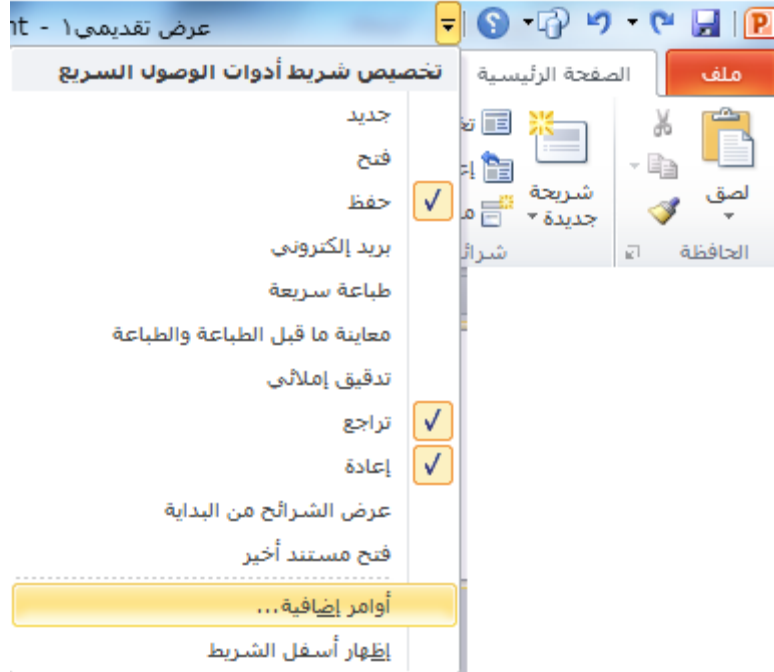 عرض تقديمي١ - nt
ملف
الصفحة الرئيسية
لصق
شريحة
جديدة
الحافظة
شرائ
تخصيص شريط أدوات الوصول السريع
جديد
فتح
حفظ
بريد إلكتروني
طباعة سريعة
معاينة ما قبل الطباعة والطباعة
تدقيق إملائي
تراجع
إعادة
عرض الشرائح من البداية
فتح مستند أخير
أوامر إضافية...
إظهار أسفل الشريط